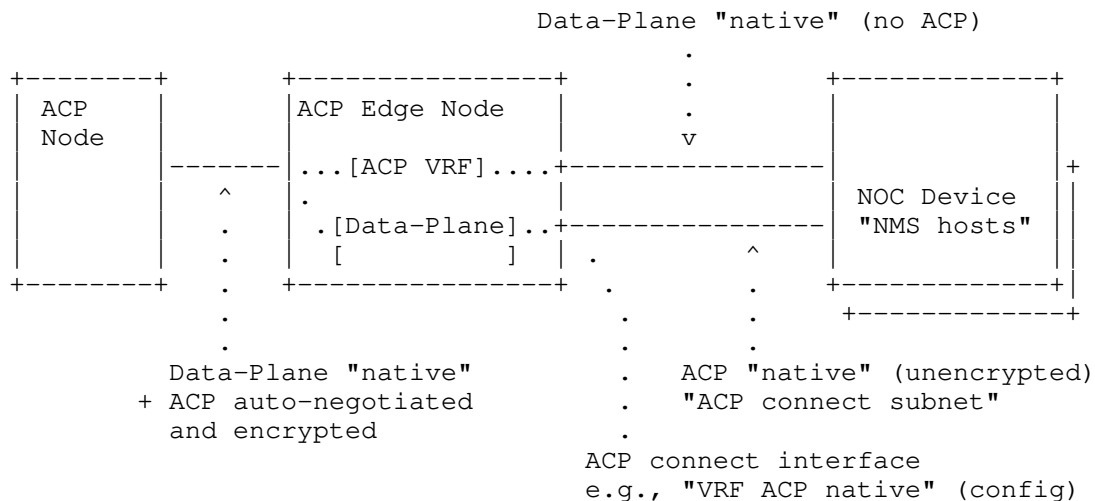 Data-Plane "native" (no ACP)
ACP
ACP Edge Node
Node
v
...[ACP VRF]....+
^
NOC Device
.[Data-Plane]..+
"NMS hosts"
[ ]
^
Data-Plane "native"
ACP "native" (unencrypted)
+ ACP auto-negotiated
"ACP connect subnet"
and encrypted
ACP connect interface
e.g., "VRF ACP native" (config)